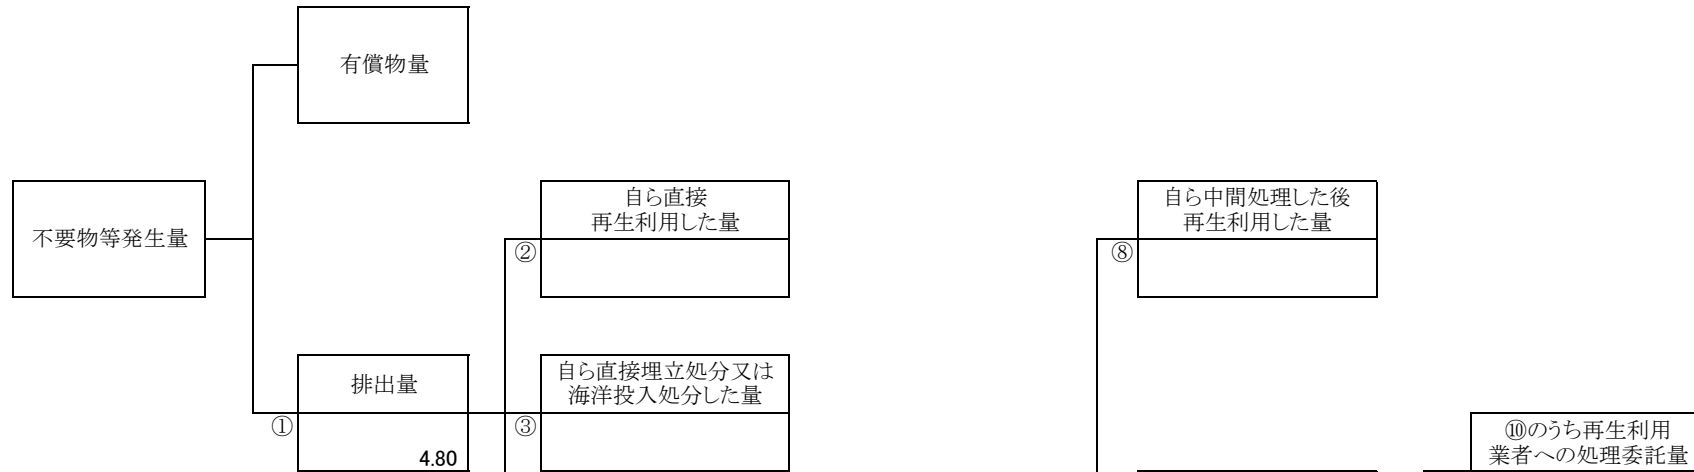 有償物量
不要物等発生量
自ら直接
再生利用した量
②
自ら中間処理した後
再生利用した量
⑧
排出量
①
4.80
自ら直接埋立処分又は
海洋投入処分した量
③
⑩のうち再生利用
業者への処理委託量